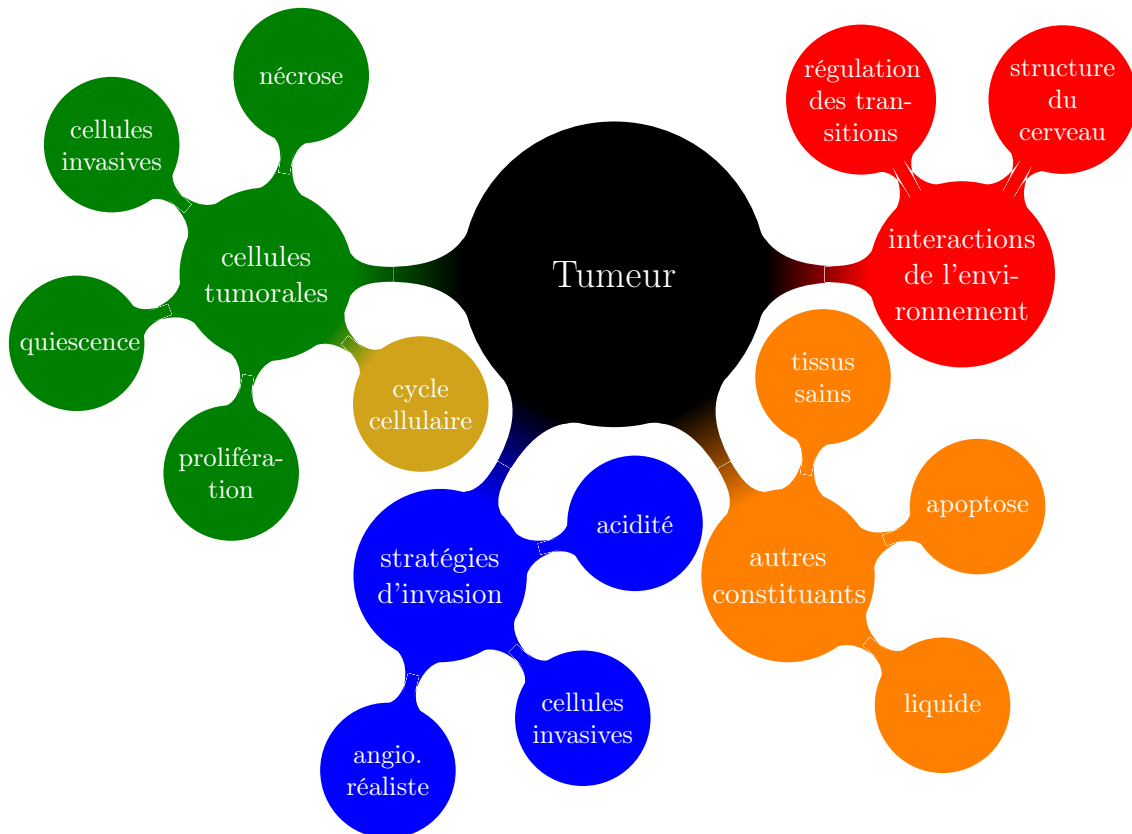 nécrose
cellules
invasives
cellules
tumorales
quiescence
proliféra-
tion
cycle
cellulaire
Tumeur
régulation
des tran-
sitions
structure
du
cerveau
interactions
de l'envi-
ronnement
tissus
sains
apoptose
autres
constituants
liquide
acidité
stratégies
d'invasion
cellules
invasives
angio.
réaliste